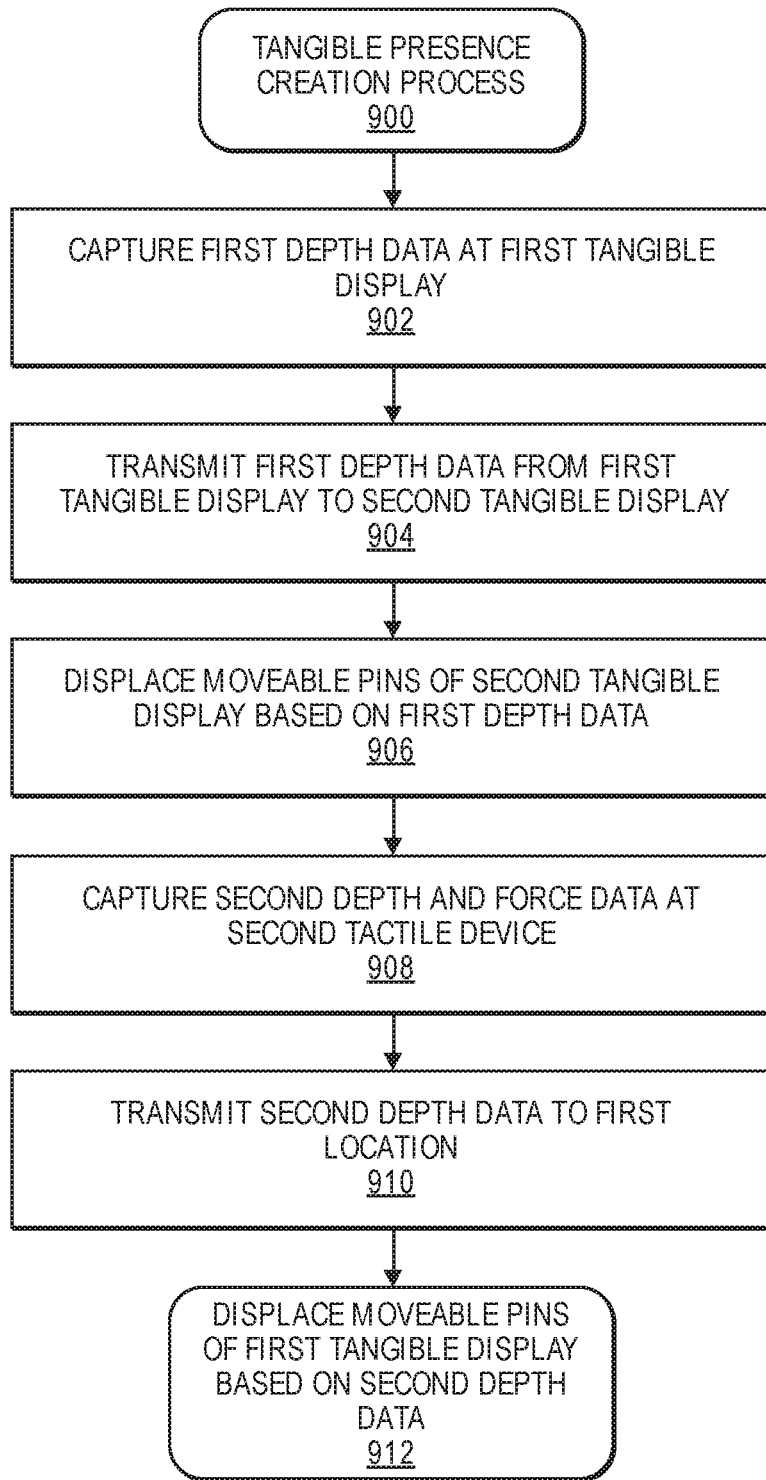 TANGIBLE PRESENCE
CREATION PROCESS
900
CAPTURE FIRST DEPTH DATA AT FIRST TANGIBLE
DISPLAY
902
TRANSMIT FIRST DEPTH DATA FROM FIRST
TANGIBLE DISPLAY TO SECOND TANGIBLE DISPLAY
904
DISPLACE MOVEABLE PINS OF SECOND TANGIBLE
DISPLAY BASED ON FIRST DEPTH DATA
906
CAPTURE SECOND DEPTH AND FORCE DATA AT
SECOND TACTILE DEVICE
908
TRANSMIT SECOND DEPTH DATA TO FIRST
LOCATION
910
DISPLACE MOVEABLE PINS
OF FIRST TANGIBLE DISPLAY
BASED ON SECOND DEPTH
DATA
912